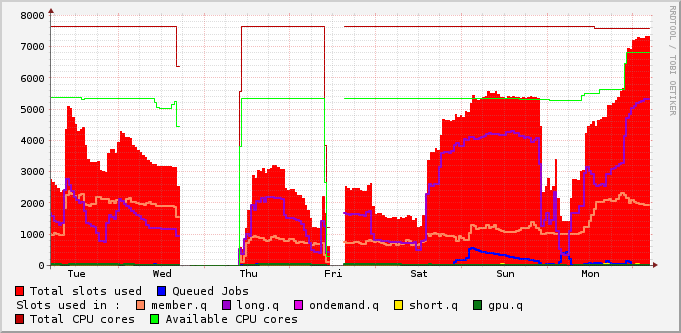 8000
7000
6000
5000
4000
3000
2000
1000
0
Tue Wed Thu Fri Sat Sun Mon
RRDTOOL / TOBI OETIKER
Total slots used Queued Jobs
Slots used in : member.q long.q ondemand.q short.q gpu.q
Total CPU cores Available CPU cores